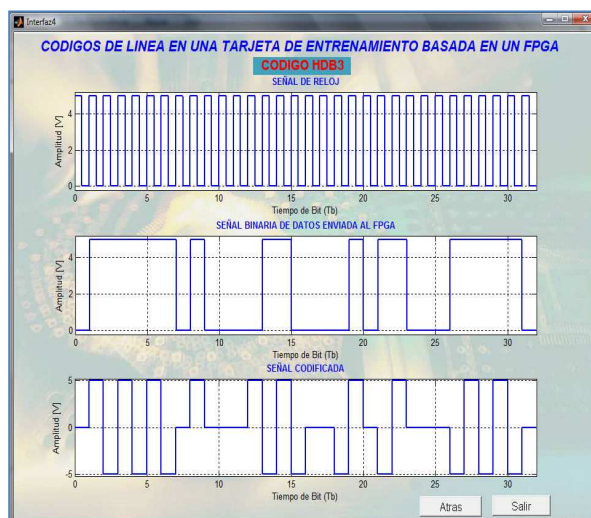 Interfaz4
CODIGOS DE LINEA EN UNA TARJETA DE ENTRENAMIENTO BASADA EN UN FPGA
CODIGO HDB3
SEÑAL DE RELOJ
Amplitud [V]
4
2
0
0 5 10 15 20 25 30
Tiempo de Bit (Tb)
SEÑAL BINARIA DE DATOS ENVIADA AL FPGA
Amplitud [V]
4
2
0
0 5 10 15 20 25 30
Tiempo de Bit (Tb)
SEÑAL CODIFICADA
Amplitud [V]
5
0
-5
0 5 10 15 20 25 30
Tiempo de Bit (Tb)
Atras
Salir